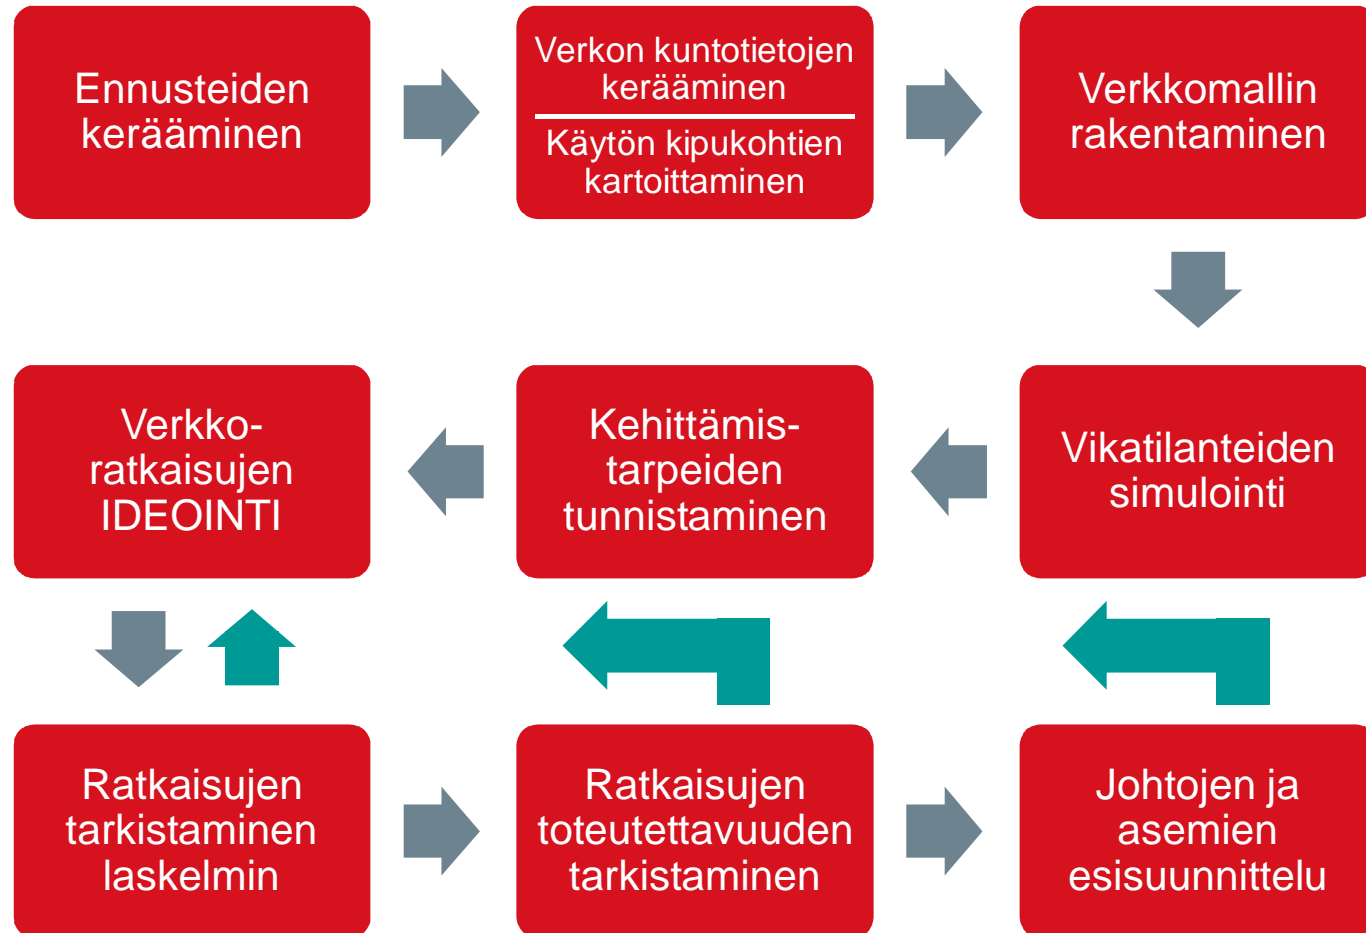 Ennusteiden
kerääminen
Verkon kuntotietojen
kerääminen
Käytön kipukohtien
kartoittaminen
Verkkomallin
rakentaminen
Verkko-
ratkaisujen
IDEOINTI
Kehittämis-
tarpeiden
tunnistaminen
Vikatilanteiden
simulointi
Ratkaisujen
tarkistaminen
laskelmin
Ratkaisujen
toteutettavuuden
tarkistaminen
Johtojen ja
asemien
esisuunnittelu